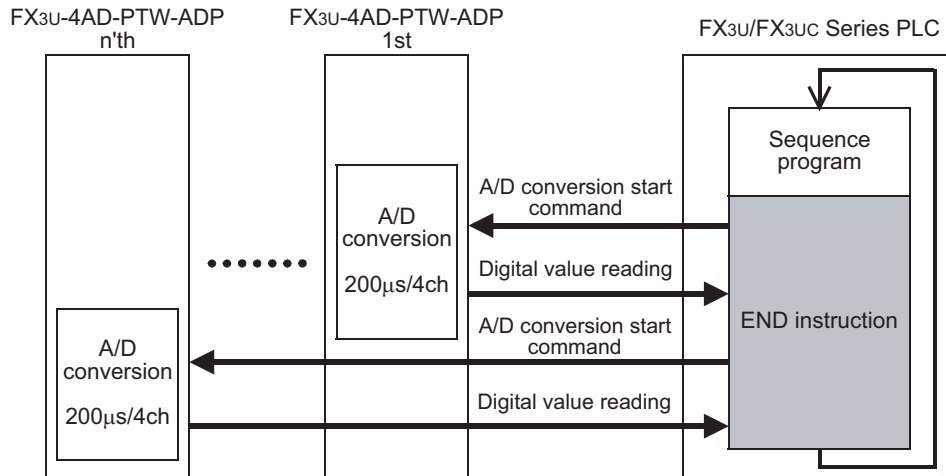 FX3U-4AD-PTW-ADP
n'th
FX3U-4AD-PTW-ADP
1st
FX3U/FX3UC Series PLC
Sequence
program
A/D conversion start
command
A/D
conversion
200μs/4ch
Digital value reading
A/D conversion start
command
END instruction
A/D
conversion
200μs/4ch
Digital value reading